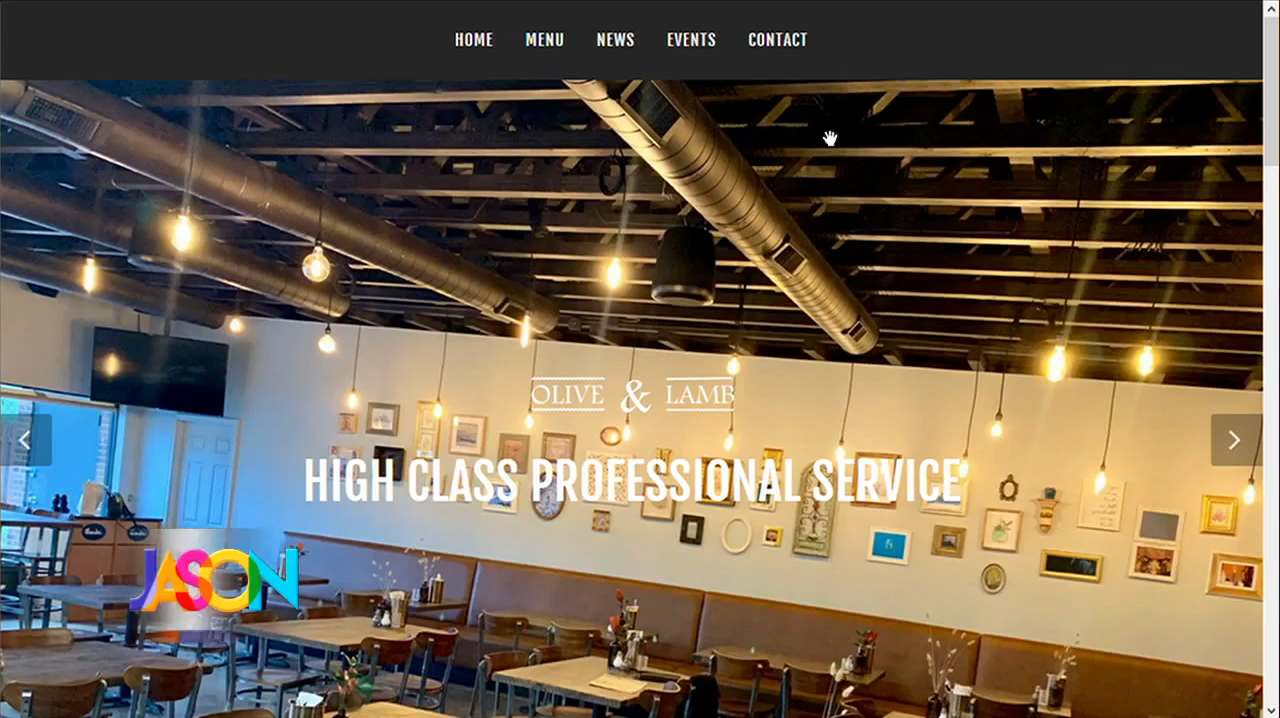 HOME MENU NEWS EVENTS CONTACT
OLIVE & LAMB
HIGH CLASS PROFESSIONAL SERVICE
JASON